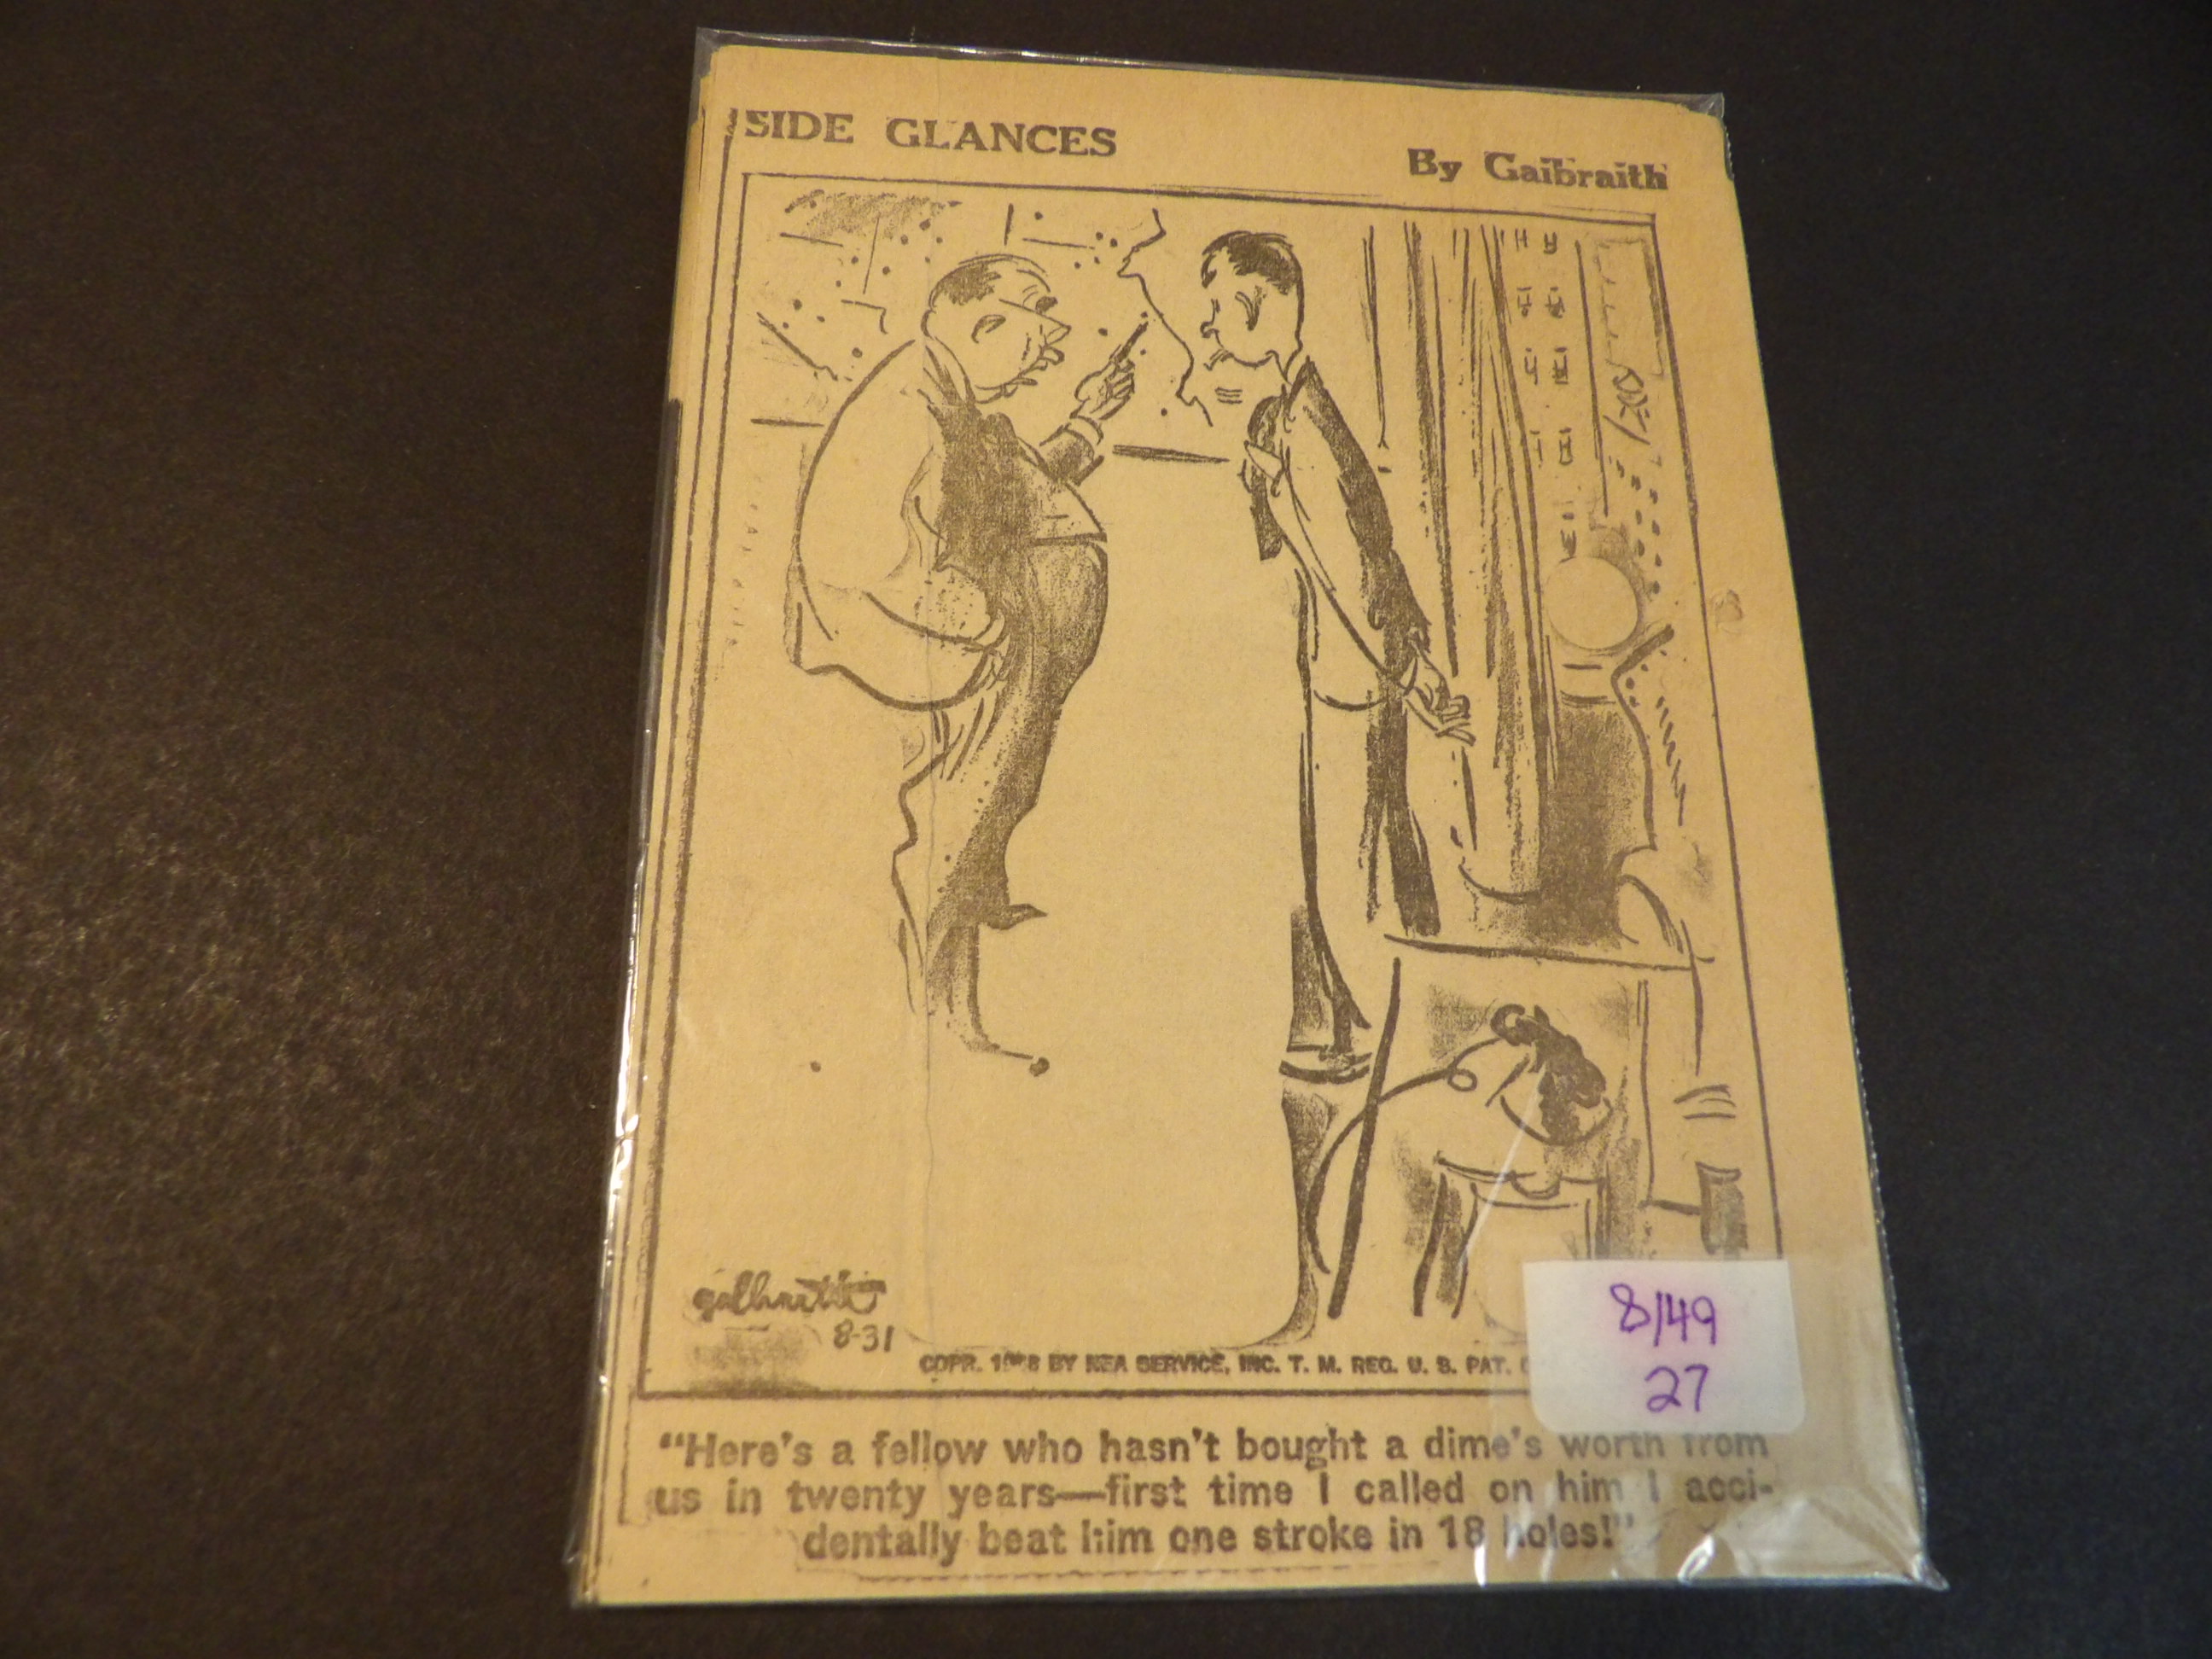 SIDE GLANCES
By Galbraith
galbraith
8-31
COPR. BY NEA SERVICE, INC. T. M. REG. U. S. PAT.
8/49
27
"Here's a fellow who hasn't bought a dime's worth from
us in twenty years—first time I called on him I acci-
dentally beat him one stroke in 18 holes!"